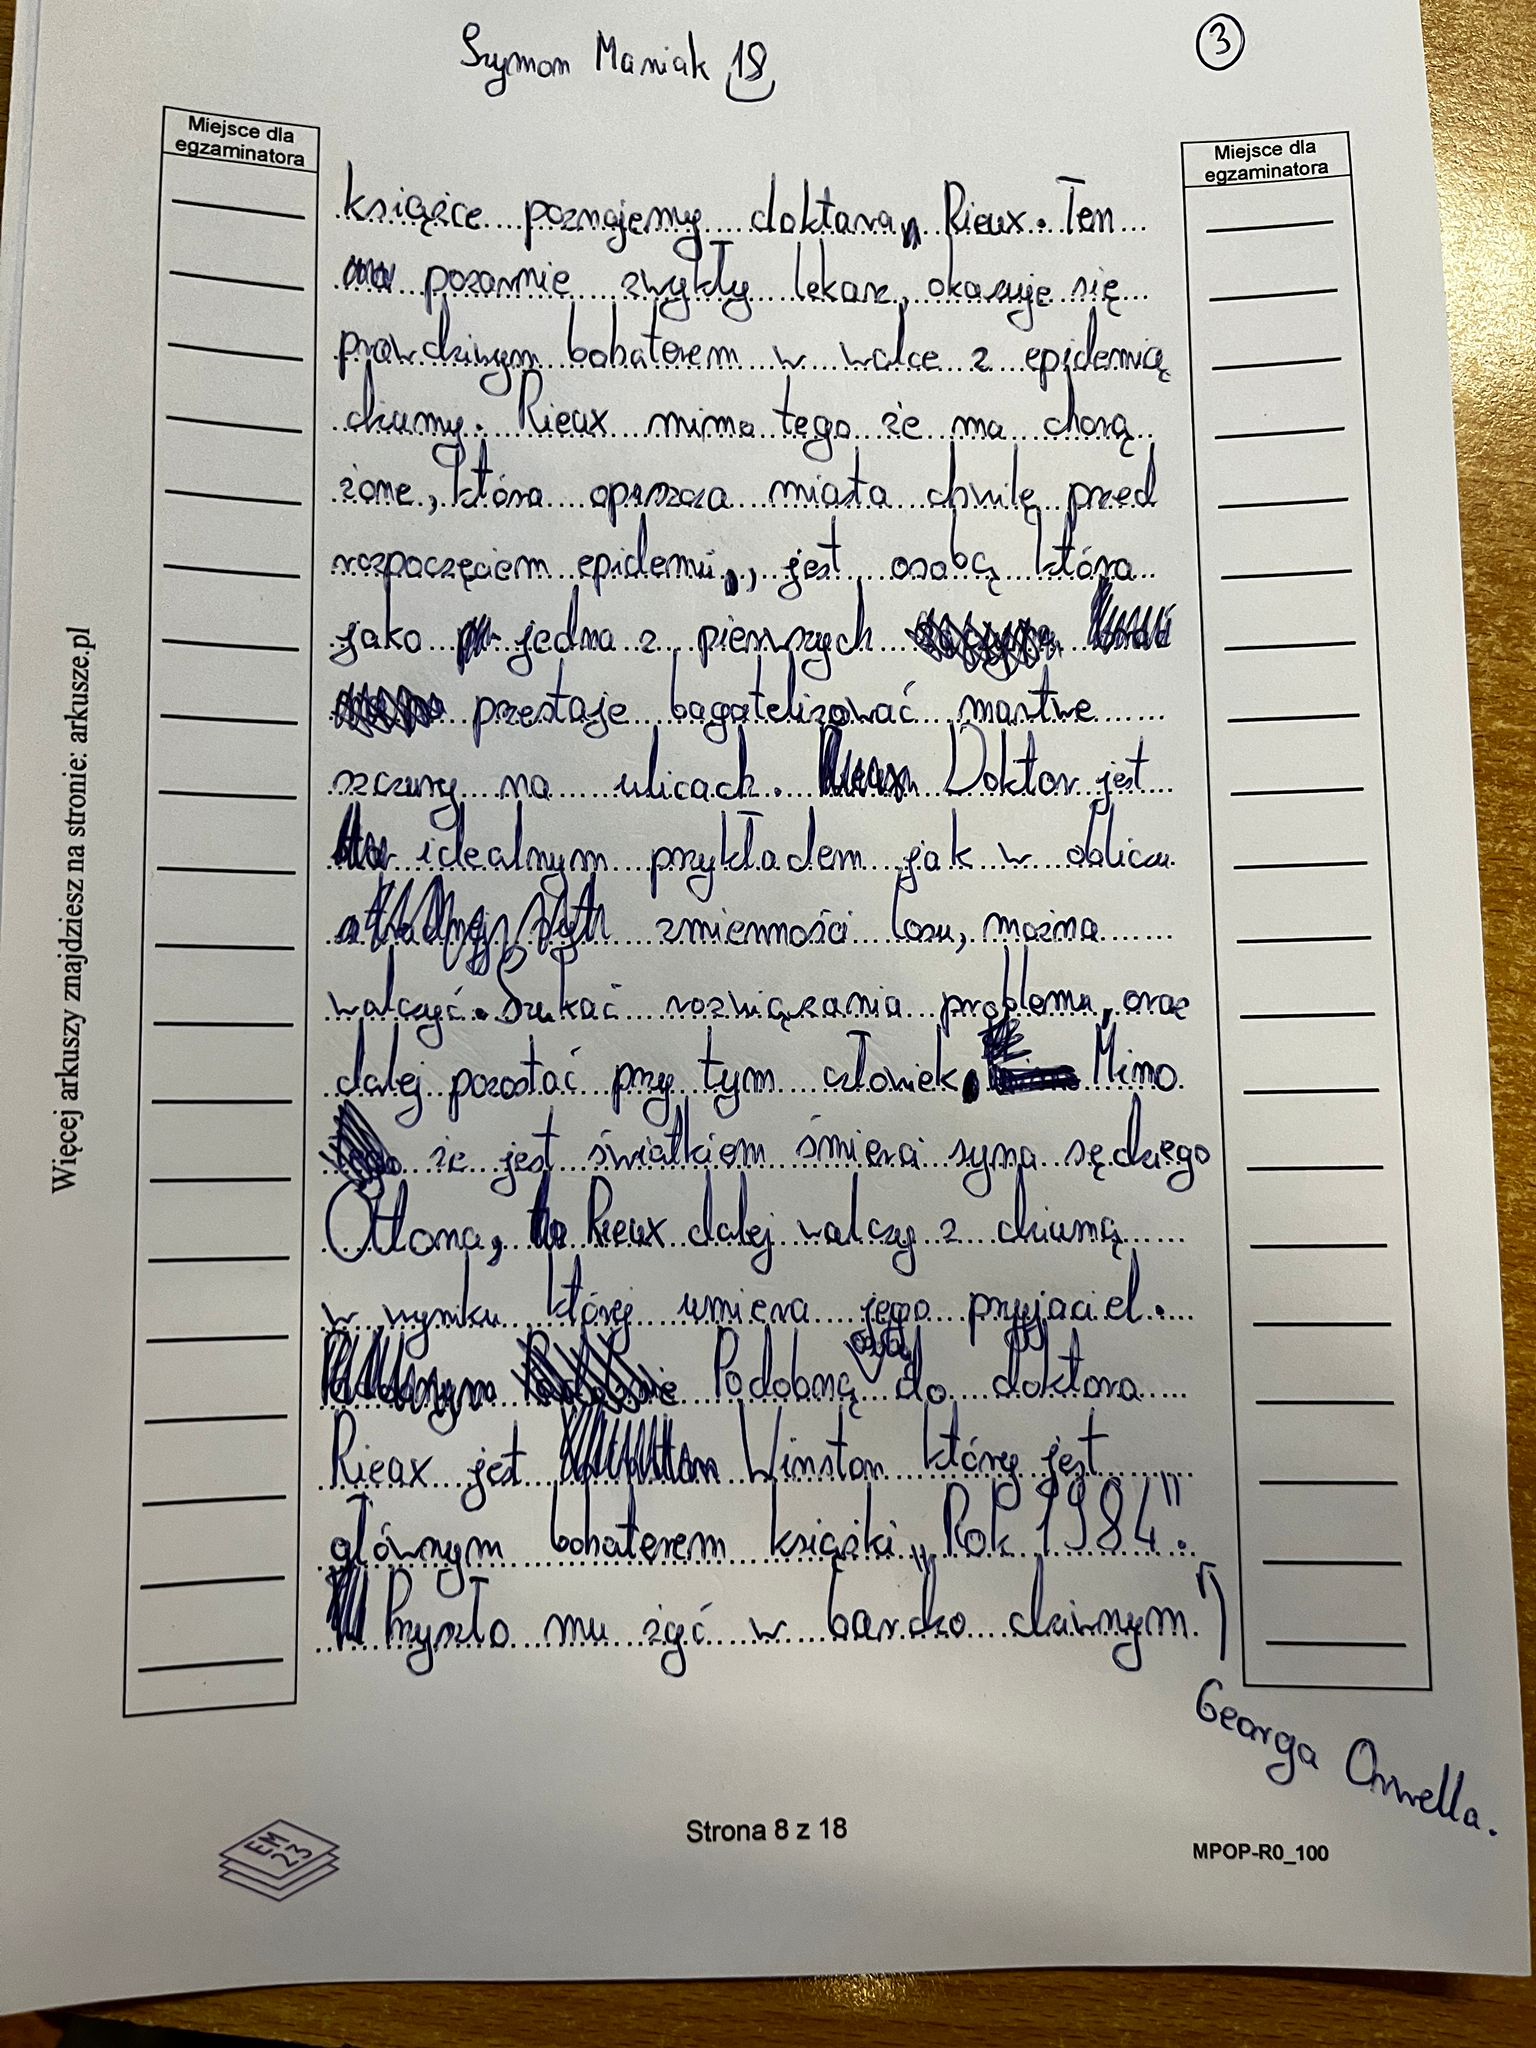 Szymon Maniak 18
3
Miejsce dla
egzaminatora
Miejsce dla
egzaminatora
książce poznajemy doktora Rieux. Ten
pozornie zwykły lekarz, okazuje się
prawdziwym bohaterem w walce z epidemią
dżumy. Rieux mimo tego że ma chorą
żone, która opuszcza miasta chwilę przed
rozpoczęciem epidemii, jest osobą która
jako jedna z pierwszych
przestaje bagatelizować martwe
szczury na ulicach. Doktor jest
idealnym przykładem jak w obliczu
zmienności losu, można
walczyć. Szukać rozwiązania problemu, oraz
dalej pozostać przy tym człowiek. Mimo
że jest świadkiem śmierci syna sędziego
Ottona, Rieux dalej walczy z dżumą
w wyniku której umiera jego przyjaciel.
Podobną osobą do doktora
Rieux jest Winston który jest
głównym bohaterem książki „Rok 1984".
Przyszło mu żyć w bardzo dziwnym
Georga Orwella.
Więcej arkuszy znajdziesz na stronie: arkusze.pl
EM
23
Strona 8 z 18
MPOP-R0_100